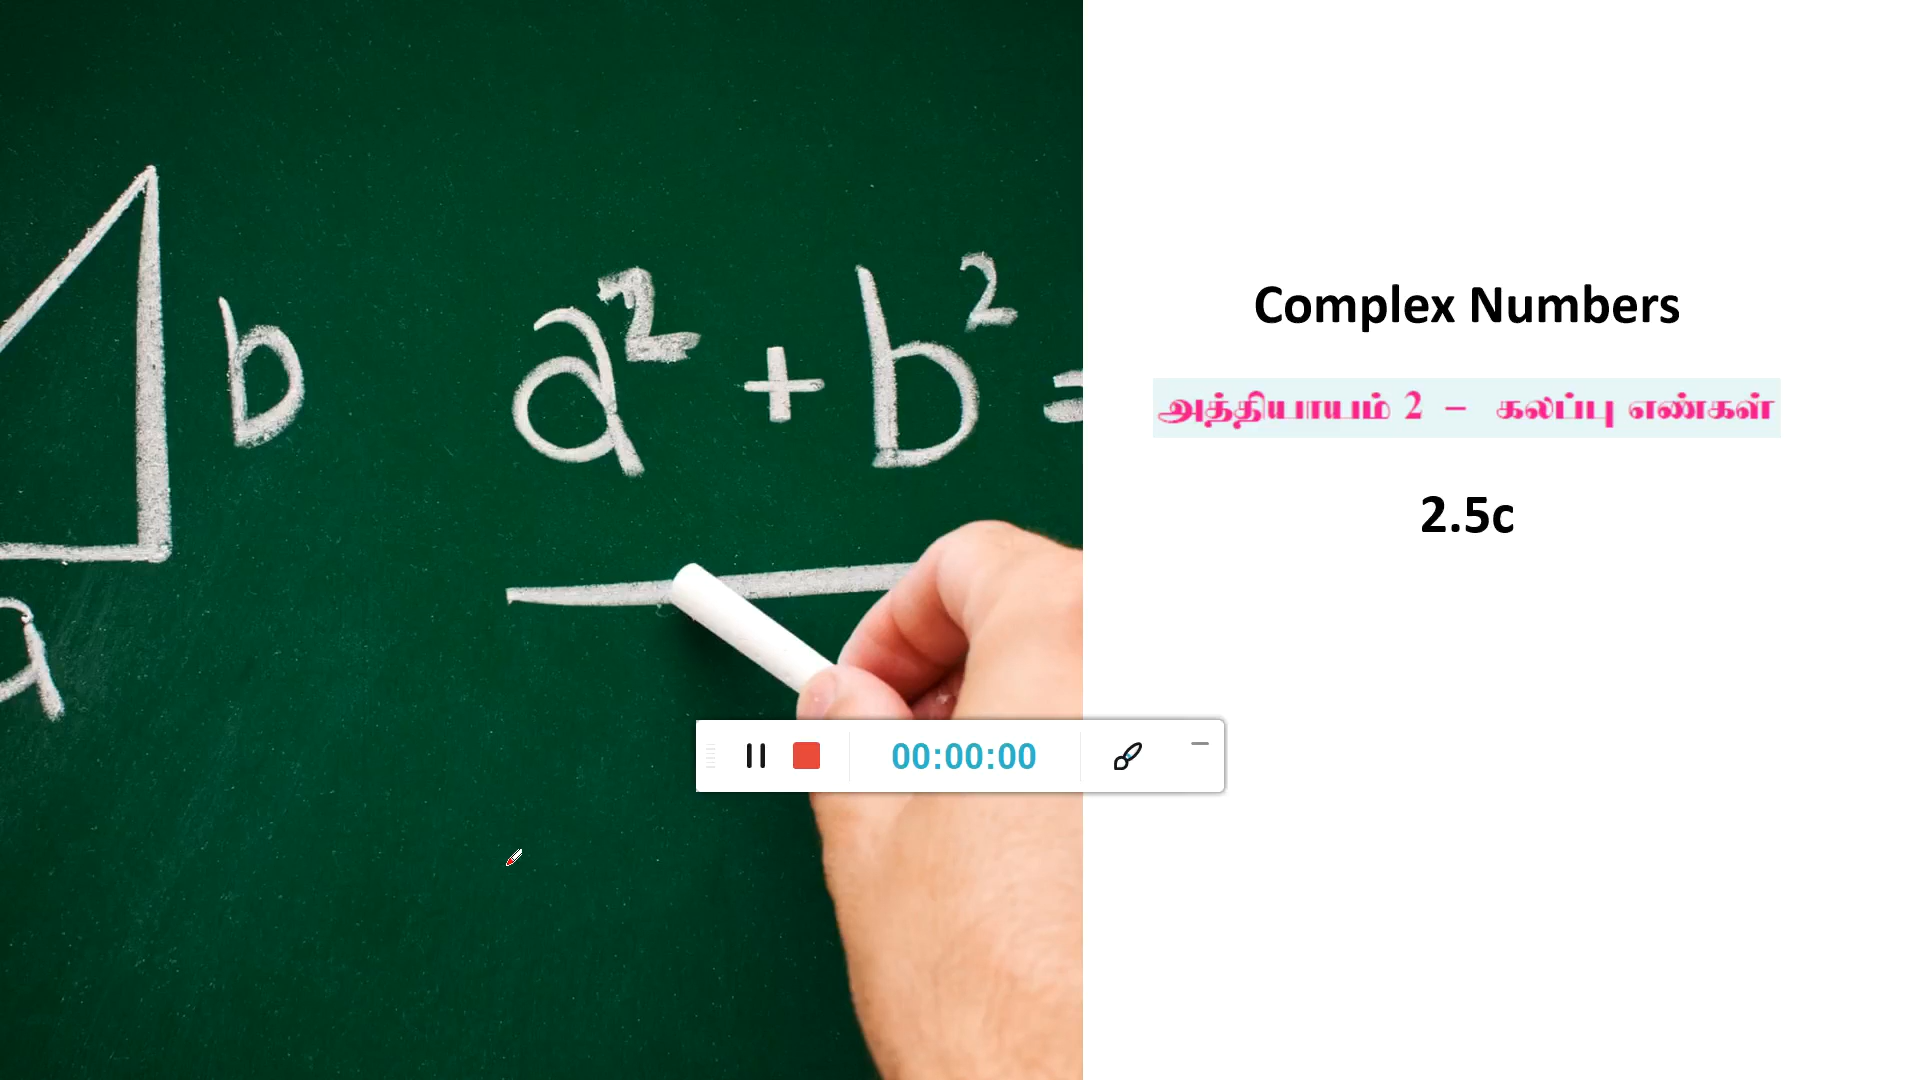 b
a² + b² =
a
Complex Numbers
அத்தியாயம் 2 – கலப்பு எண்கள்
2.5c
00:00:00